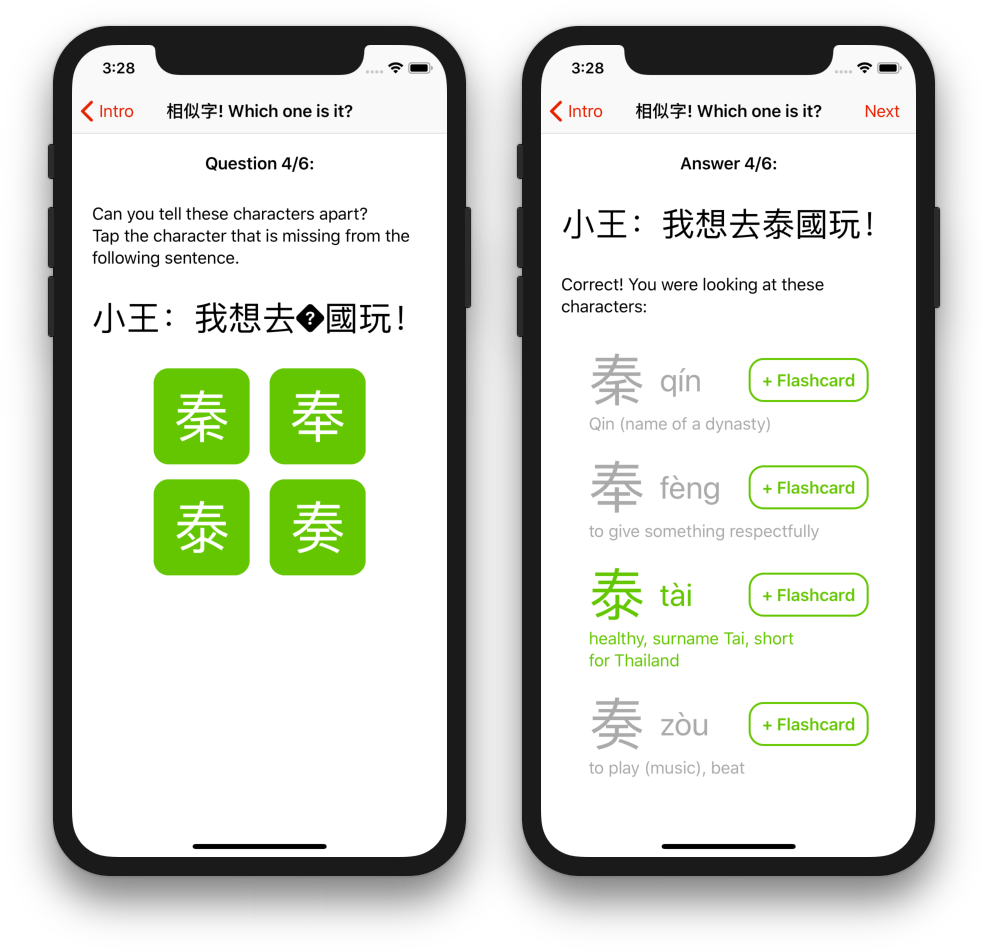 3:28
Intro
相似字! Which one is it?
Question 4/6:
Can you tell these characters apart?
Tap the character that is missing from the
following sentence.
小王：我想去�國玩！
秦 奉
泰 奏
3:28
Intro
相似字! Which one is it?
Next
Answer 4/6:
小王：我想去泰國玩！
Correct! You were looking at these
characters:
秦 qín
+ Flashcard
Qin (name of a dynasty)
奉 fèng
+ Flashcard
to give something respectfully
泰 tài
+ Flashcard
healthy, surname Tai, short
for Thailand
奏 zòu
+ Flashcard
to play (music), beat